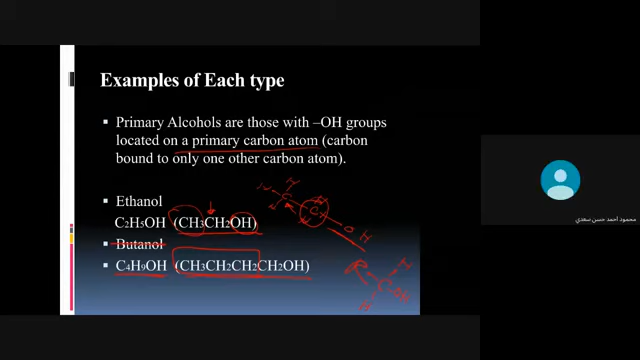 Examples of Each type
Primary Alcohols are those with –OH groups
located on a primary carbon atom (carbon
bound to only one other carbon atom).
Ethanol
C2H5OH (CH3CH2OH)
Butanol
C4H9OH (CH3CH2CH2CH2OH)
H
H C
H
H
C
O
H
R H
C
H OH
محمود احمد حسن سعدي